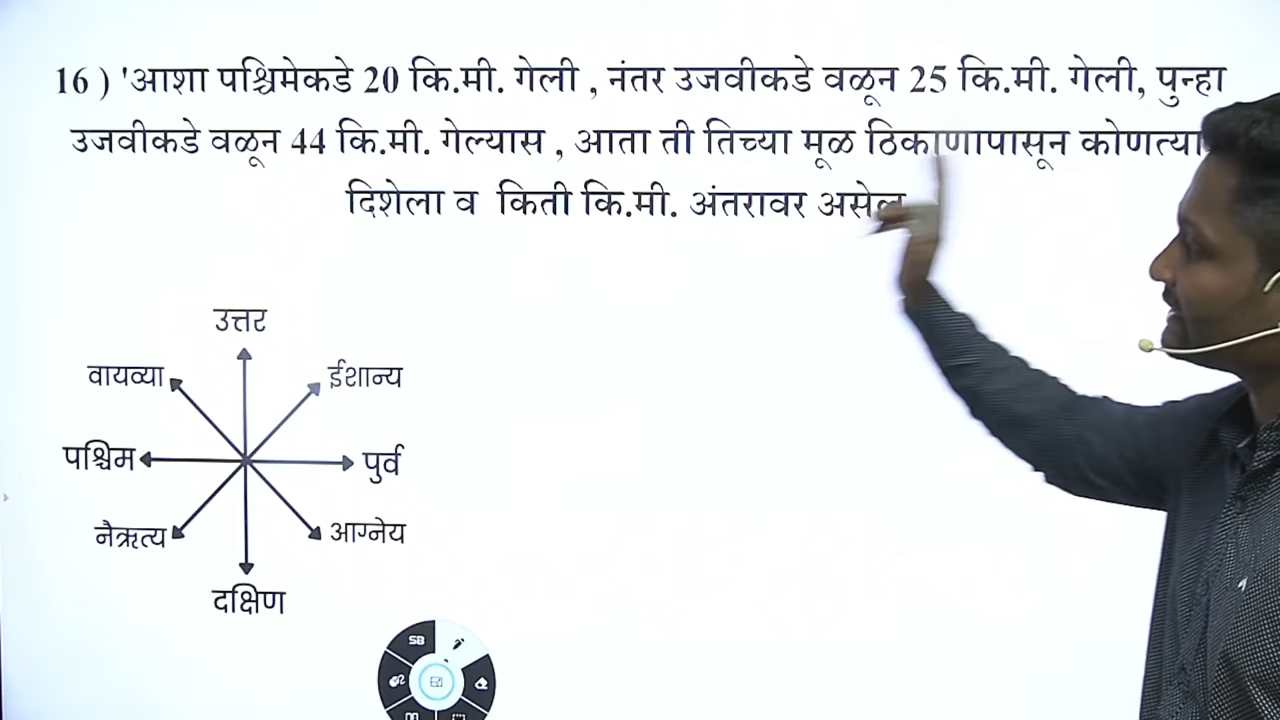 16 ) 'आशा पश्चिमेकडे 20 कि.मी. गेली , नंतर उजवीकडे वळून 25 कि.मी. गेली, पुन्हा
उजवीकडे वळून 44 कि.मी. गेल्यास , आता ती तिच्या मूळ ठिकाणापासून कोणत्या
दिशेला व किती कि.मी. अंतरावर असेल
उत्तर
वायव्या
ईशान्य
पश्चिम
पुर्व
नैऋत्य
आग्नेय
दक्षिण
SB